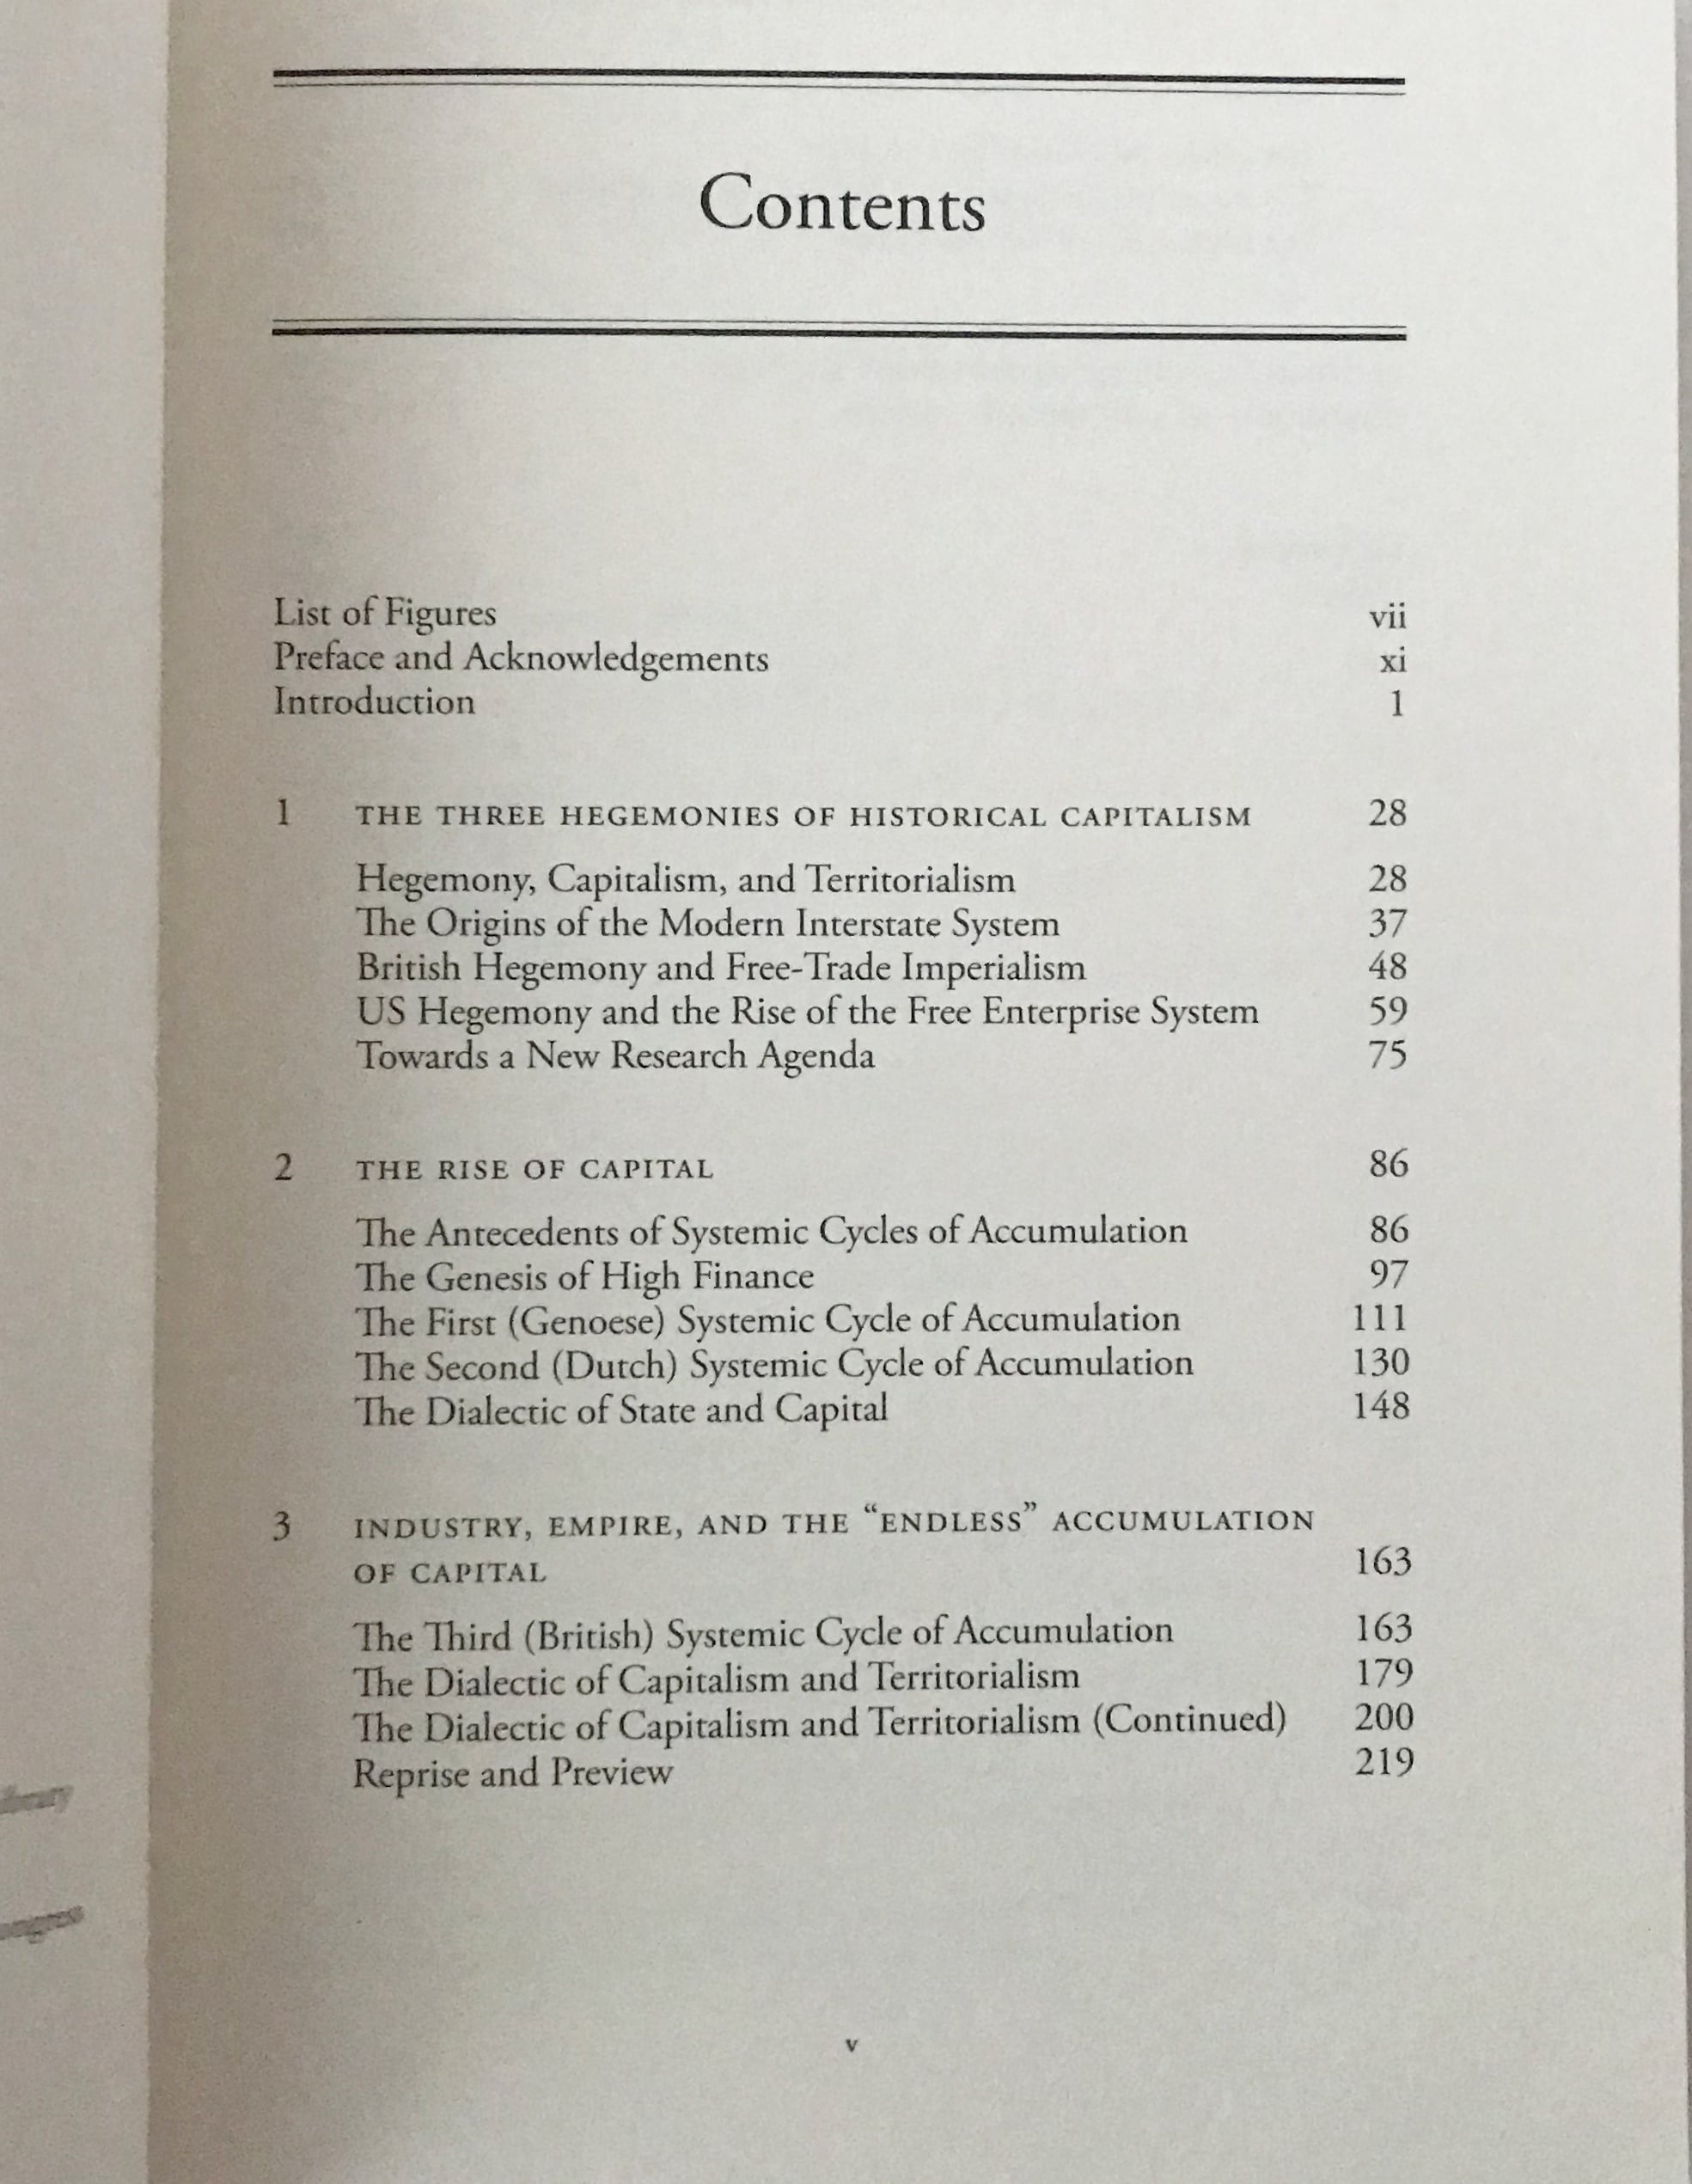 Contents
List of Figures vii
Preface and Acknowledgements xi
Introduction 1
1 THE THREE HEGEMONIES OF HISTORICAL CAPITALISM 28
Hegemony, Capitalism, and Territorialism 28
The Origins of the Modern Interstate System 37
British Hegemony and Free-Trade Imperialism 48
US Hegemony and the Rise of the Free Enterprise System 59
Towards a New Research Agenda 75
2 THE RISE OF CAPITAL 86
The Antecedents of Systemic Cycles of Accumulation 86
The Genesis of High Finance 97
The First (Genoese) Systemic Cycle of Accumulation 111
The Second (Dutch) Systemic Cycle of Accumulation 130
The Dialectic of State and Capital 148
3 INDUSTRY, EMPIRE, AND THE “ENDLESS” ACCUMULATION
OF CAPITAL 163
The Third (British) Systemic Cycle of Accumulation 163
The Dialectic of Capitalism and Territorialism 179
The Dialectic of Capitalism and Territorialism (Continued) 200
Reprise and Preview 219
v